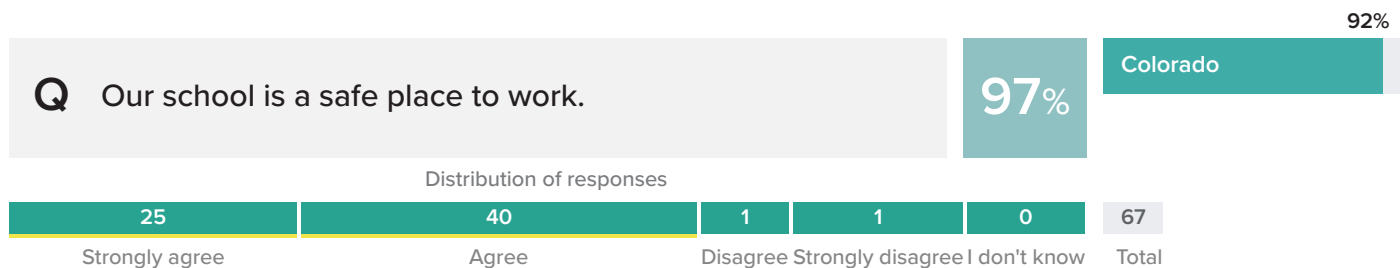 92%
Q Our school is a safe place to work.
97%
Colorado
Distribution of responses
25 40 1 1 0 67
Strongly agree Agree Disagree Strongly disagree I don't know Total